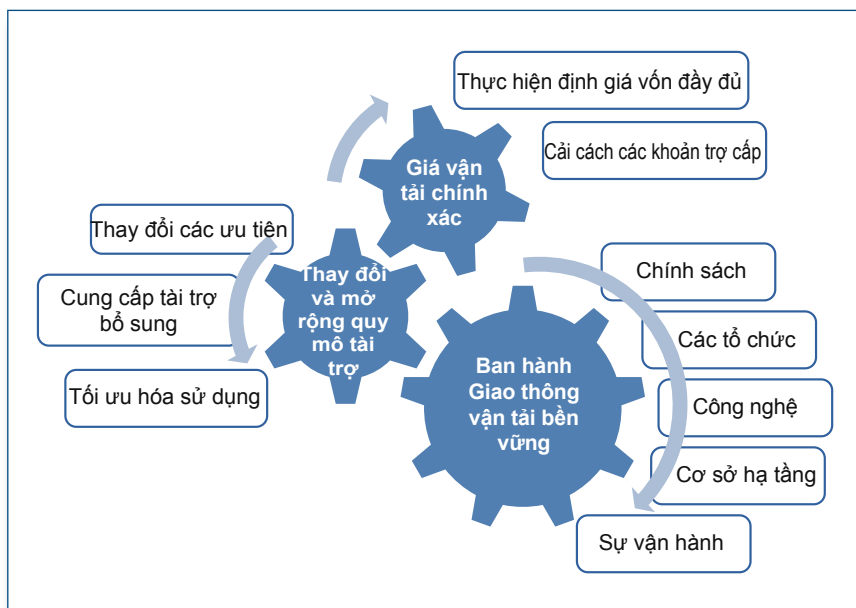 Thực hiện định giá vốn đầy đủ
Cải cách các khoản trợ cấp
Giá vận
tải chính
xác
Thay đổi các ưu tiên
Cung cấp tài trợ
bổ sung
Tối ưu hóa sử dụng
Thay đổi
và mở
rộng quy
mô tài
trợ
Ban hành
Giao thông
vận tải bền
vững
Chính sách
Các tổ chức
Công nghệ
Cơ sở hạ tầng
Sự vận hành